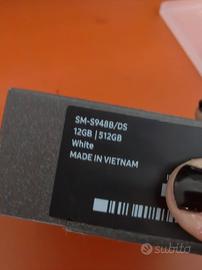 SM-S948B/DS
12GB | 512GB
White
MADE IN VIETNAM
subito